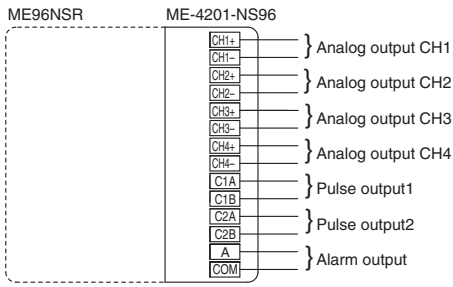 ME96NSR ME-4201-NS96
CH1+
CH1−
Analog output CH1
CH2+
CH2−
Analog output CH2
CH3+
CH3−
Analog output CH3
CH4+
CH4−
Analog output CH4
C1A
C1B
Pulse output1
C2A
C2B
Pulse output2
A
COM
Alarm output